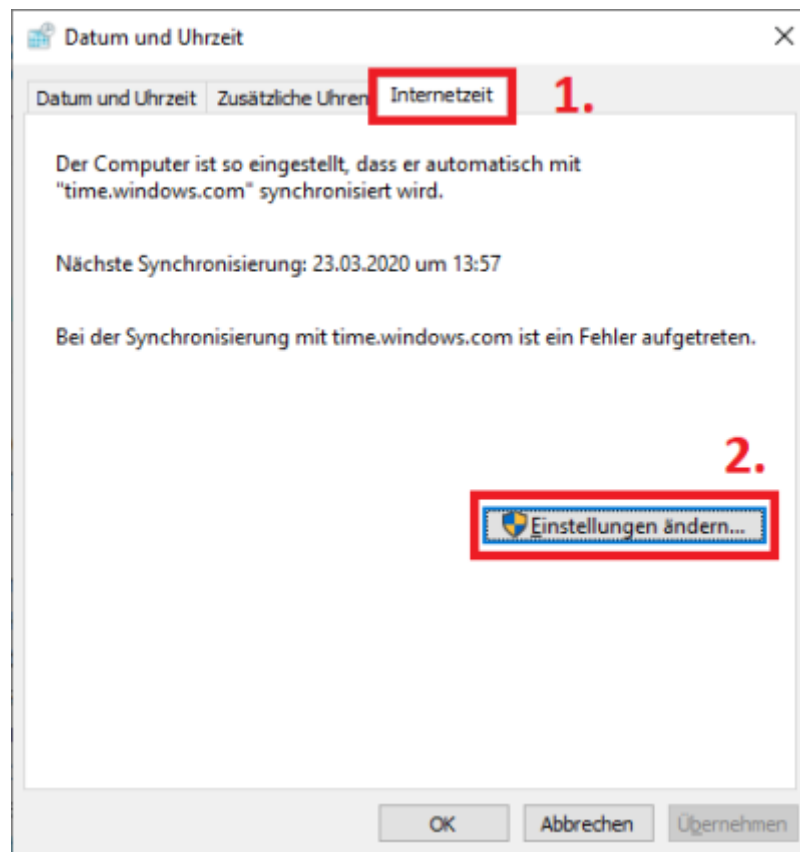 Datum und Uhrzeit
Datum und Uhrzeit Zusätzliche Uhren Internetzeit 1.
Der Computer ist so eingestellt, dass er automatisch mit
"time.windows.com" synchronisiert wird.
Nächste Synchronisierung: 23.03.2020 um 13:57
Bei der Synchronisierung mit time.windows.com ist ein Fehler aufgetreten.
2.
Einstellungen ändern...
OK Abbrechen Übernehmen